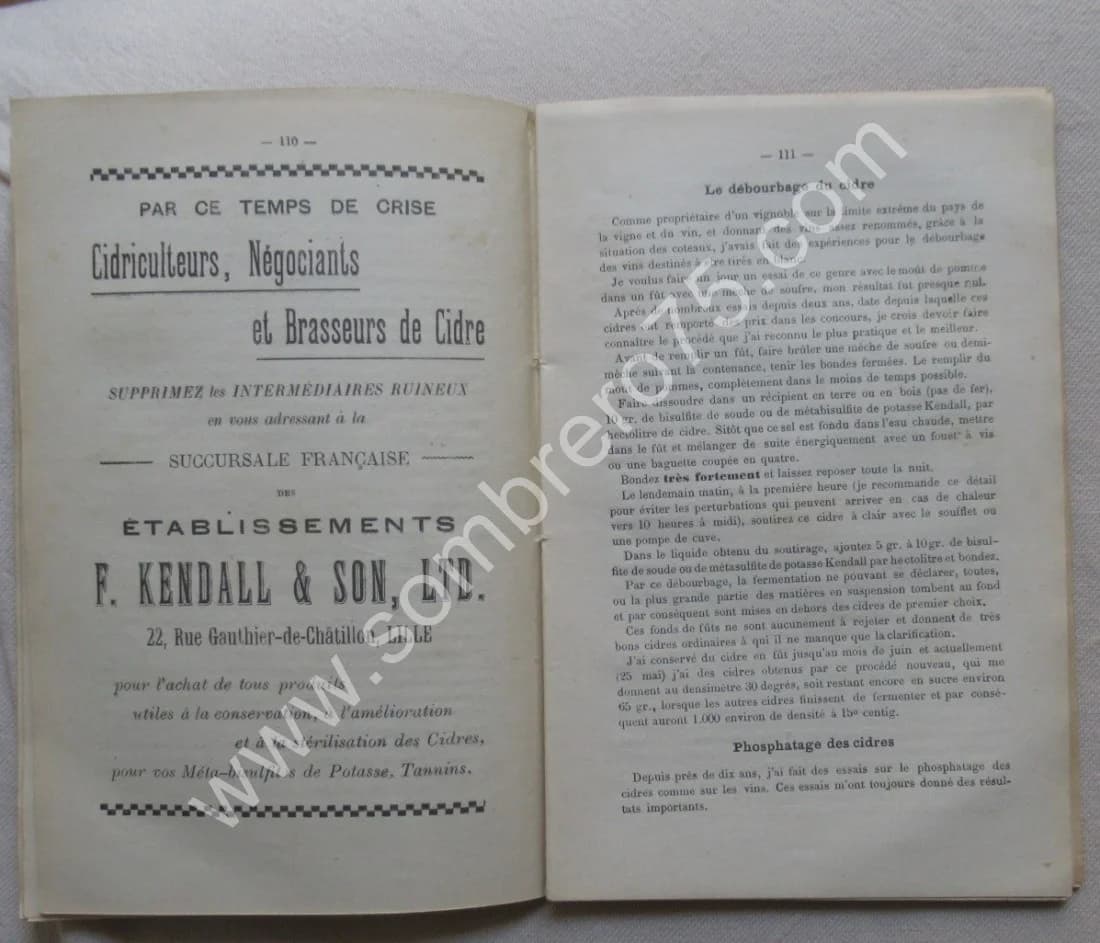 — 110 —
PAR CE TEMPS DE CRISE
Cidriculteurs, Négociants
et Brasseurs de Cidre
SUPPRIMEZ les INTERMÉDIAIRES RUINEUX
en vous adressant à la
SUCCURSALE FRANÇAISE
DES
ÉTABLISSEMENTS
F. KENDALL & SON, LTD.
22, Rue Gauthier-de-Châtillon, LILLE
pour l'achat de tous produits
utiles à la conservation, à l'amélioration
et à la stérilisation des Cidres,
pour vos Méta-bisulfites de Potasse, Tannins.
— 111 —
Le débourbage du cidre
Comme propriétaire d'un vignoble sur la limite extrême du pays de
la vigne et du vin, et donnant des vins assez renommés, grâce à la
situation des coteaux, j'avais fait des expériences pour le débourbage
des vins destinés à être tirés en blanc.
Je voulus faire un jour un essai de ce genre avec le moût de pomme
dans un fût avec une mèche de soufre, mon résultat fut presque nul.
Après de nombreux essais depuis deux ans, date depuis laquelle ces
cidres ont remporté des prix dans les concours, je crois devoir faire
connaître le procédé que j'ai reconnu le plus pratique et le meilleur.
Avant de remplir un fût, faire brûler une mèche de soufre ou demi-
mèche suivant la contenance, tenir les bondes fermées. Le remplir du
moût de pommes, complètement dans le moins de temps possible.
Faire dissoudre dans un récipient en terre ou en bois (pas de fer),
10 gr. de bisulfite de soude ou de métabisulfite de potasse Kendall, par
hectolitre de cidre. Sitôt que ce sel est fondu dans l'eau chaude, mettre
dans le fût et mélanger de suite énergiquement avec un fouet à vis
ou une baguette coupée en quatre.
Bondez très fortement et laissez reposer toute la nuit.
Le lendemain matin, à la première heure (je recommande ce détail
pour éviter les perturbations qui peuvent arriver en cas de chaleur
vers 10 heures à midi), soutirez ce cidre à clair avec le soufflet ou
une pompe de cuve.
Dans le liquide obtenu du soutirage, ajoutez 5 gr. à 10 gr. de bisul-
fite de soude ou de métasulfite de potasse Kendall par hectolitre et bondez.
Par ce débourbage, la fermentation ne pouvant se déclarer, toutes,
ou la plus grande partie des matières en suspension tombent au fond
et par conséquent sont mises en dehors des cidres de premier choix.
Ces fonds de fûts ne sont aucunement à rejeter et donnent de très
bons cidres ordinaires à qui il ne manque que la clarification.
J'ai conservé du cidre en fût jusqu'au mois de juin et actuellement
(25 mai) j'ai des cidres obtenus par ce procédé nouveau, qui me
donnent au densimètre 30 degrés, soit restant encore en sucre environ
65 gr., lorsque les autres cidres finissent de fermenter et par consé-
quent auront 1.000 environ de densité à 15º centig.
Phosphatage des cidres
Depuis près de dix ans, j'ai fait des essais sur le phosphatage des
cidres comme sur les vins. Ces essais m'ont toujours donné des résul-
tats importants.
www.sombrero75.com